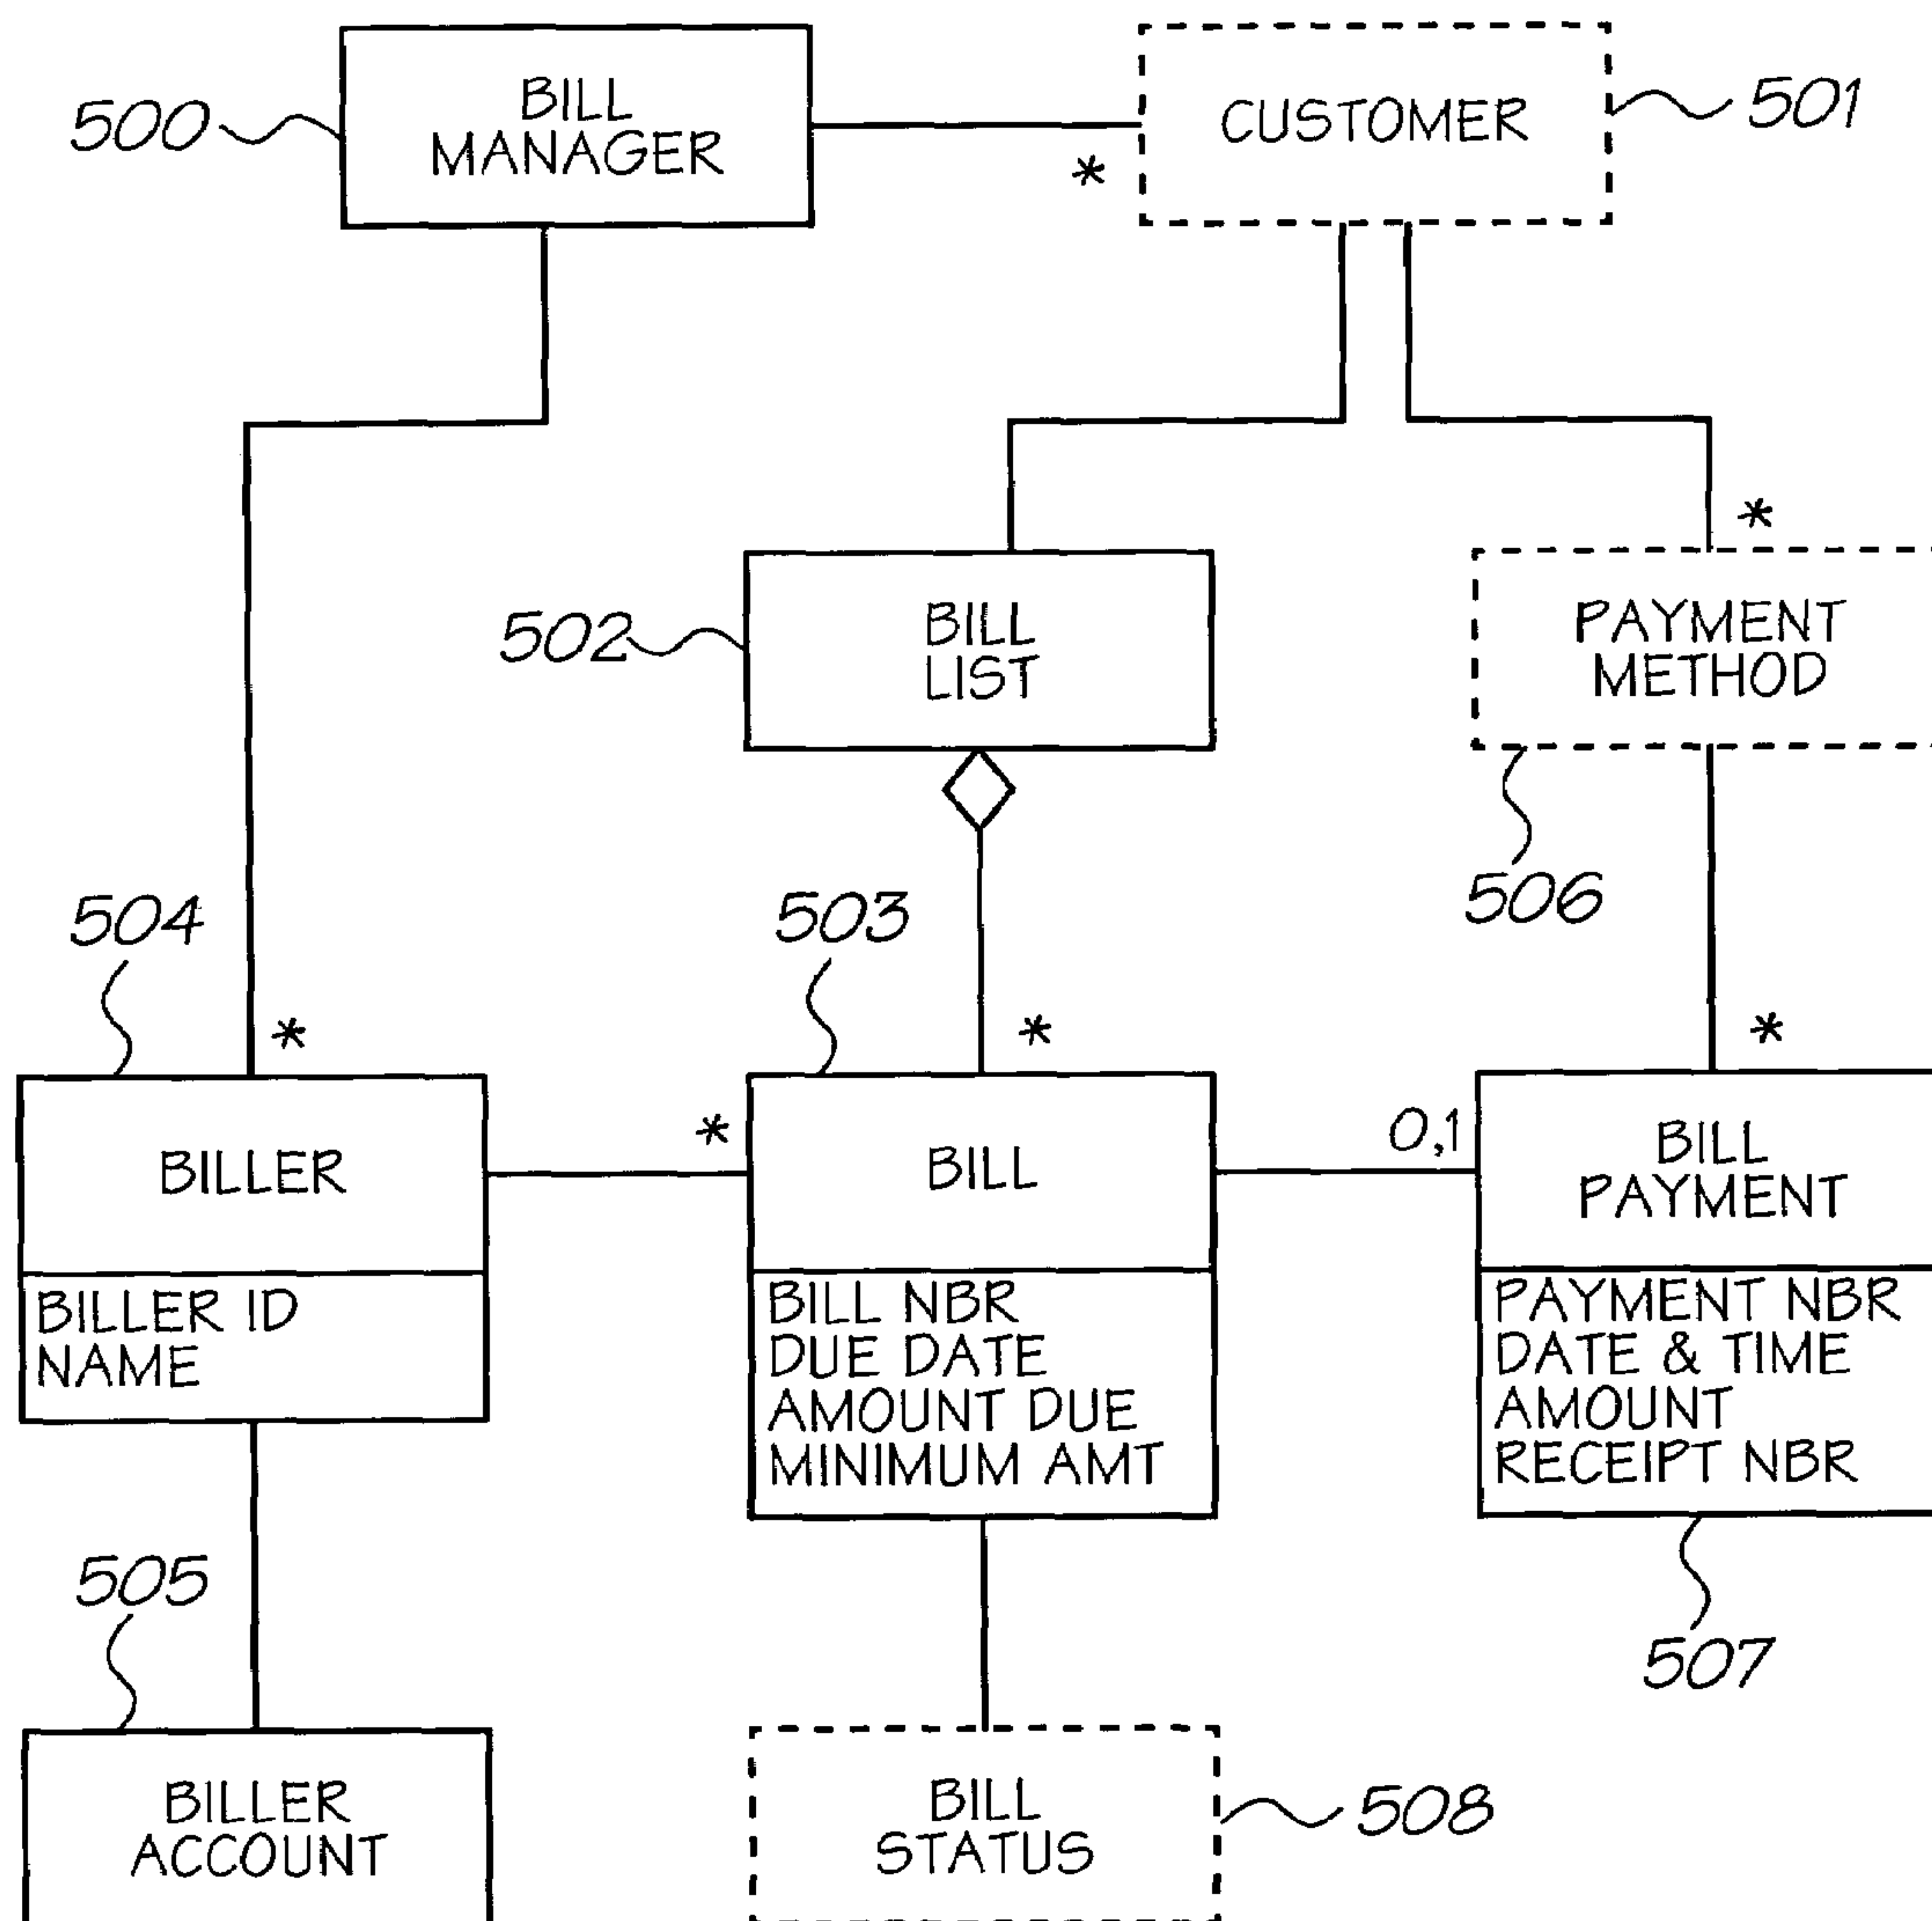 500
BILL
MANAGER
*
CUSTOMER
501
502
BILL
LIST
*
PAYMENT
METHOD
506
504
*
503
*
*
BILLER
*
BILL
0,1
BILL
PAYMENT
BILLER ID
NAME
BILL NBR
DUE DATE
AMOUNT DUE
MINIMUM AMT
PAYMENT NBR
DATE & TIME
AMOUNT
RECEIPT NBR
507
505
BILLER
ACCOUNT
BILL
STATUS
508